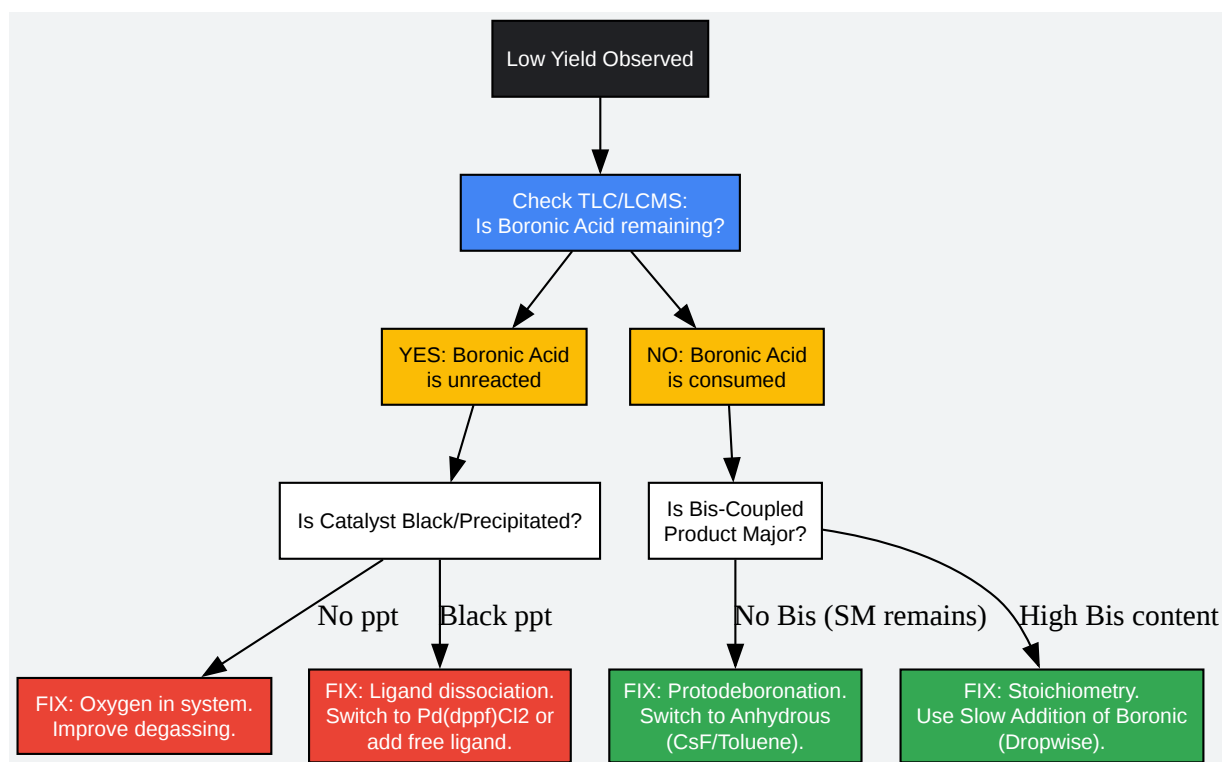 Low Yield Observed
Check TLC/LCMS:
Is Boronic Acid remaining?
YES: Boronic Acid
is unreacted
NO: Boronic Acid
is consumed
Is Catalyst Black/Precipitated?
Is Bis-Coupled
Product Major?
No ppt
Black ppt
No Bis (SM remains)
High Bis content
FIX: Oxygen in system.
Improve degassing.
FIX: Ligand dissociation.
Switch to Pd(dppf)Cl2 or
add free ligand.
FIX: Protodeboronation.
Switch to Anhydrous
(CsF/Toluene).
FIX: Stoichiometry.
Use Slow Addition of Boronic
(Dropwise).